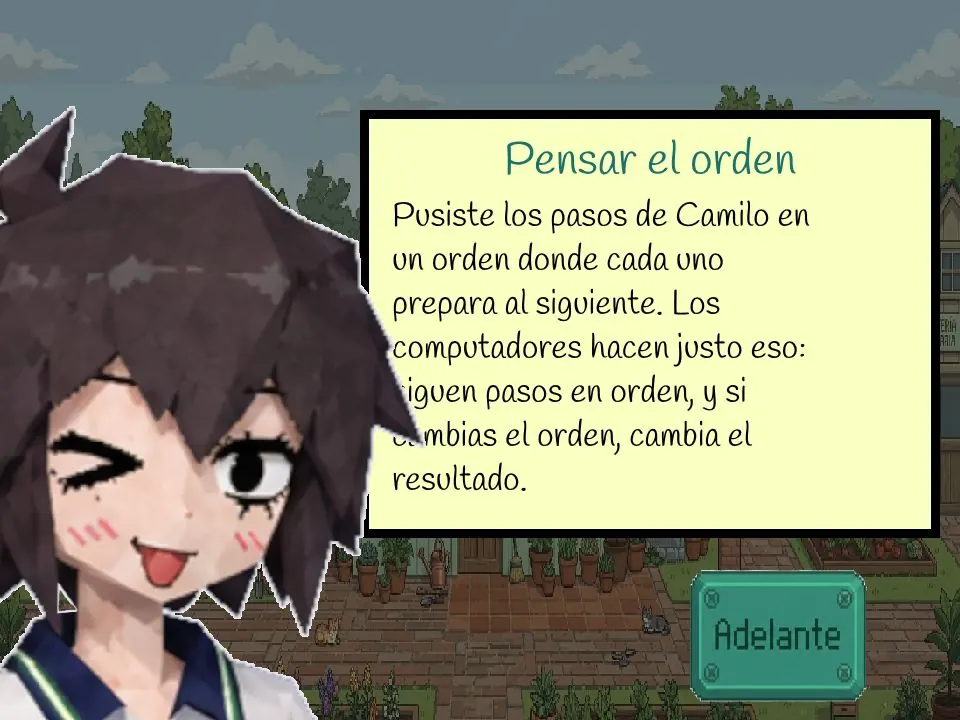 Pensar el orden
Pusiste los pasos de Camilo en
un orden donde cada uno
prepara al siguiente. Los
computadores hacen justo eso:
siguen pasos en orden, y si
cambias el orden, cambia el
resultado.
Adelante